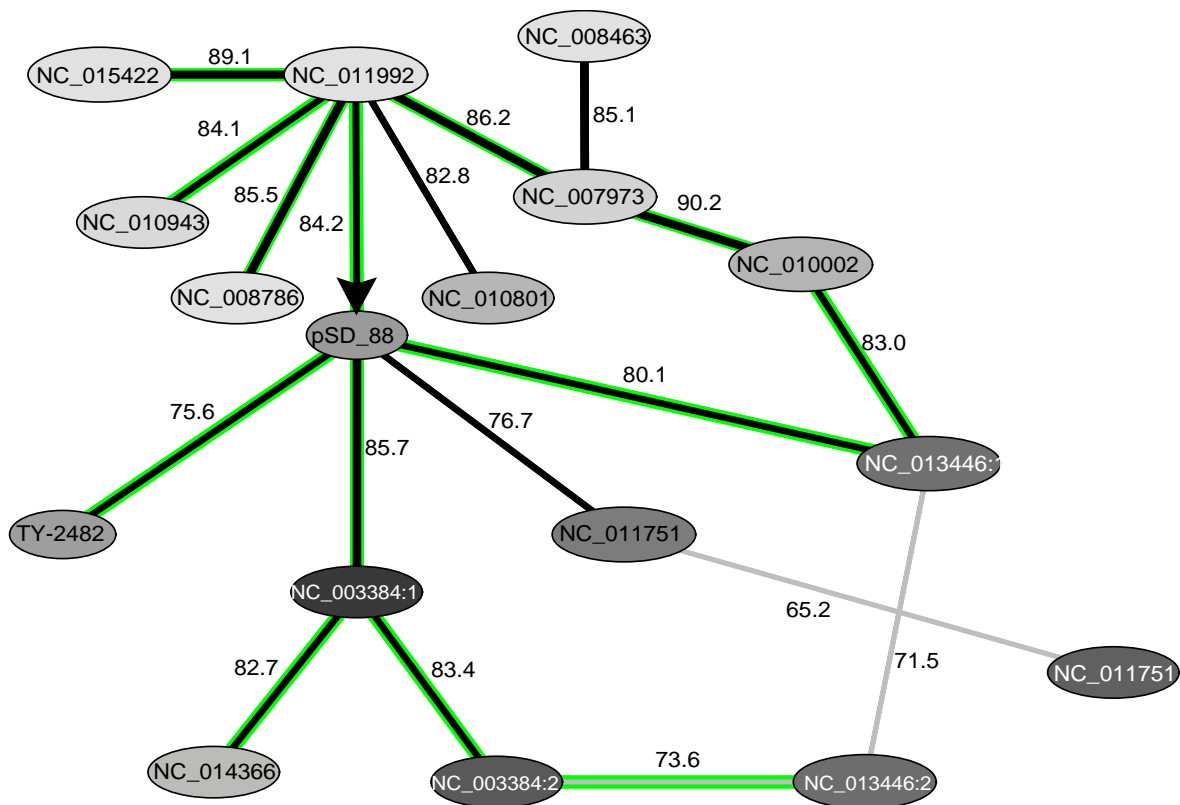 NC_008463
89.1
NC_015422
NC_011992
86.2
85.1
84.1
82.8
85.5
NC_007973
90.2
NC_010943
84.2
NC_010002
NC_008786
NC_010801
pSD_88
83.0
80.1
75.6
76.7
85.7
NC_013446:1
TY-2482
NC_011751
NC_003384:1
65.2
82.7
83.4
71.5
NC_011751
73.6
NC_014366
NC_003384:2
NC_013446:2